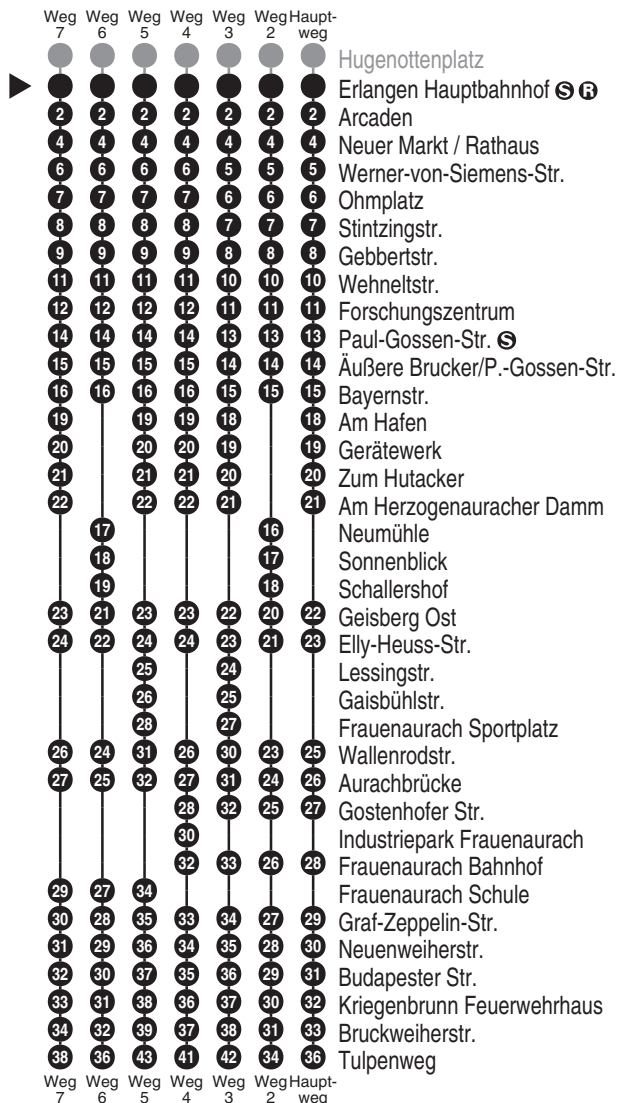 Weg Weg Weg Weg Weg Weg Haupt-
7 6 5 4 3 2 weg
Hugenottenplatz
Erlangen Hauptbahnhof S R
2 2 2 2 2 2 2 Arcaden
4 4 4 4 4 4 4 Neuer Markt / Rathaus
6 6 6 6 5 5 5 Werner-von-Siemens-Str.
7 7 7 7 6 6 6 Ohmplatz
8 8 8 8 7 7 7 Stintzingstr.
9 9 9 9 8 8 8 Gebbertstr.
11 11 11 11 10 10 10 Wehneltstr.
12 12 12 12 11 11 11 Forschungszentrum
14 14 14 14 13 13 13 Paul-Gossen-Str. S
15 15 15 15 14 14 14 Äußere Brucker/P.-Gossen-Str.
16 16 16 16 15 15 15 Bayernstr.
19 19 19 18 18 Am Hafen
20 20 20 19 19 Gerätewerk
21 21 21 20 20 Zum Hutacker
22 22 22 21 21 Am Herzogenauracher Damm
17 16 Neumühle
18 17 Sonnenblick
19 18 Schallershof
23 21 23 23 22 20 22 Geisberg Ost
24 22 24 24 23 21 23 Elly-Heuss-Str.
25 24 Lessingstr.
26 25 Gaisbühlstr.
28 27 Frauenaurach Sportplatz
26 24 31 26 30 23 25 Wallenrodstr.
27 25 32 27 31 24 26 Aurachbrücke
28 32 25 27 Gostenhofer Str.
30 Industriepark Frauenaurach
32 33 26 28 Frauenaurach Bahnhof
29 27 34 Frauenaurach Schule
30 28 35 33 34 27 29 Graf-Zeppelin-Str.
31 29 36 34 35 28 30 Neuenweiherstr.
32 30 37 35 36 29 31 Budapester Str.
33 31 38 36 37 30 32 Kriegenbrunn Feuerwehrhaus
34 32 39 37 38 31 33 Bruckweiherstr.
38 36 43 41 42 34 36 Tulpenweg
Weg Weg Weg Weg Weg Weg Haupt-
7 6 5 4 3 2 weg